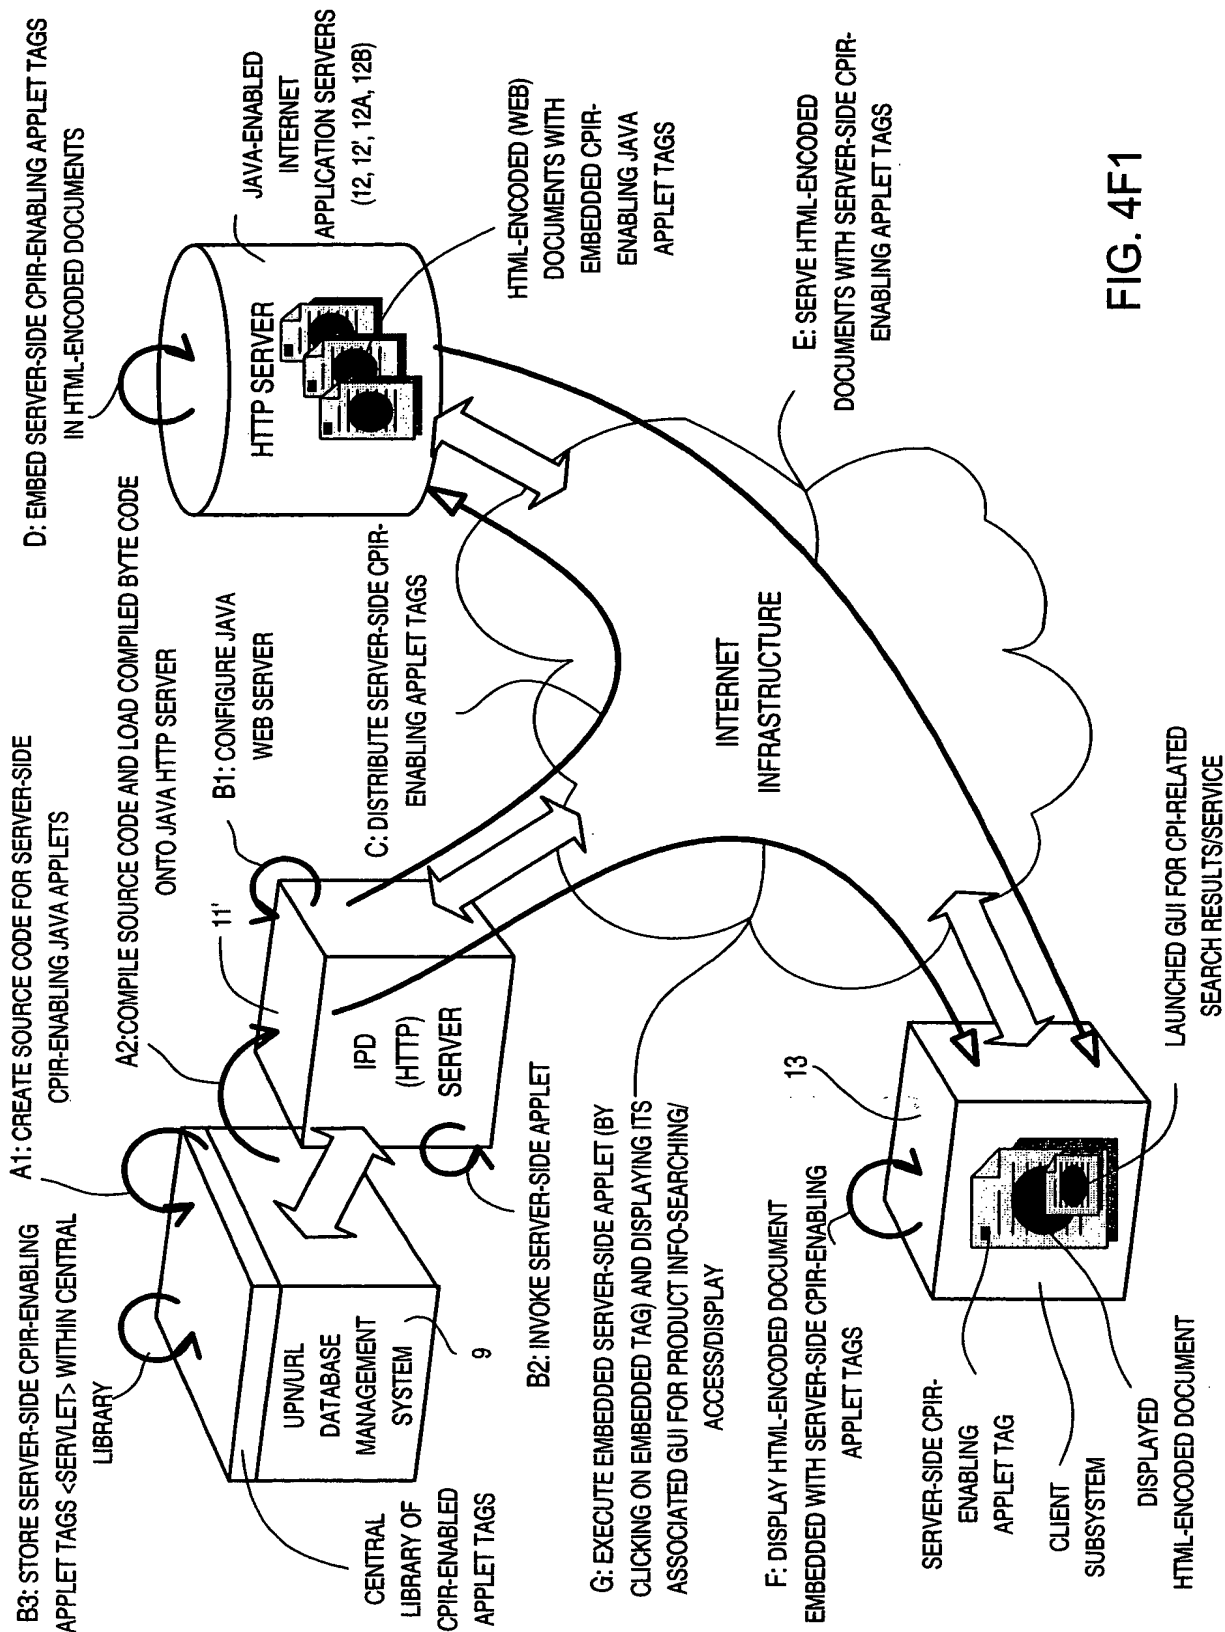 B3: STORE SERVER-SIDE CPIR-ENABLING
APPLET TAGS <SERVLET> WITHIN CENTRAL
LIBRARY
A1: CREATE SOURCE CODE FOR SERVER-SIDE
CPIR-ENABLING JAVA APPLETS
A2:COMPILE SOURCE CODE AND LOAD COMPILED BYTE CODE
ONTO JAVA HTTP SERVER
D: EMBED SERVER-SIDE CPIR-ENABLING APPLET TAGS
IN HTML-ENCODED DOCUMENTS
11'
B1: CONFIGURE JAVA
WEB SERVER
HTTP SERVER
JAVA-ENABLED
INTERNET
APPLICATION SERVERS
(12, 12', 12A, 12B)
UPN/URL
DATABASE
MANAGEMENT
SYSTEM
9
IPD
(HTTP)
SERVER
C: DISTRIBUTE SERVER-SIDE CPIR-
ENABLING APPLET TAGS
HTML-ENCODED (WEB)
DOCUMENTS WITH
EMBEDDED CPIR-
ENABLING JAVA
APPLET TAGS
CENTRAL
LIBRARY OF
CPIR-ENABLED
APPLET TAGS
B2: INVOKE SERVER-SIDE APPLET
G: EXECUTE EMBEDDED SERVER-SIDE APPLET (BY
CLICKING ON EMBEDDED TAG) AND DISPLAYING ITS
ASSOCIATED GUI FOR PRODUCT INFO-SEARCHING/
ACCESS/DISPLAY
INTERNET
INFRASTRUCTURE
E: SERVE HTML-ENCODED
DOCUMENTS WITH SERVER-SIDE CPIR-
ENABLING APPLET TAGS
F: DISPLAY HTML-ENCODED DOCUMENT
EMBEDDED WITH SERVER-SIDE CPIR-ENABLING
APPLET TAGS
13
SERVER-SIDE CPIR-
ENABLING
APPLET TAG
CLIENT
SUBSYSTEM
DISPLAYED
HTML-ENCODED DOCUMENT
LAUNCHED GUI FOR CPI-RELATED
SEARCH RESULTS/SERVICE
FIG. 4F1